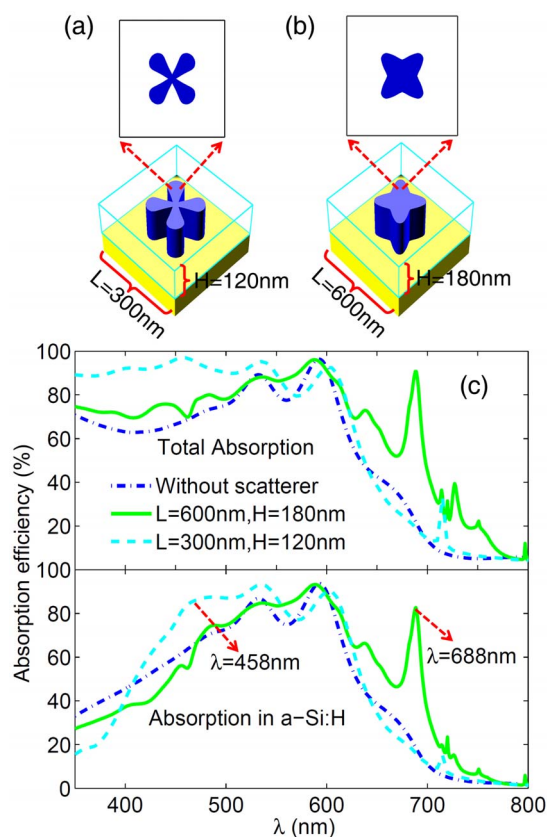 (a)
(b)
L=300nm
H=120nm
L=600nm
H=180nm
(c)
100
80
60
40
20
Total Absorption
Without scatterer
L=600nm,H=180nm
L=300nm,H=120nm
Absorption efficiency (%)
100
80
60
40
20
0
λ=458nm
λ=688nm
Absorption in a−Si:H
400
500
600
700
800
λ (nm)